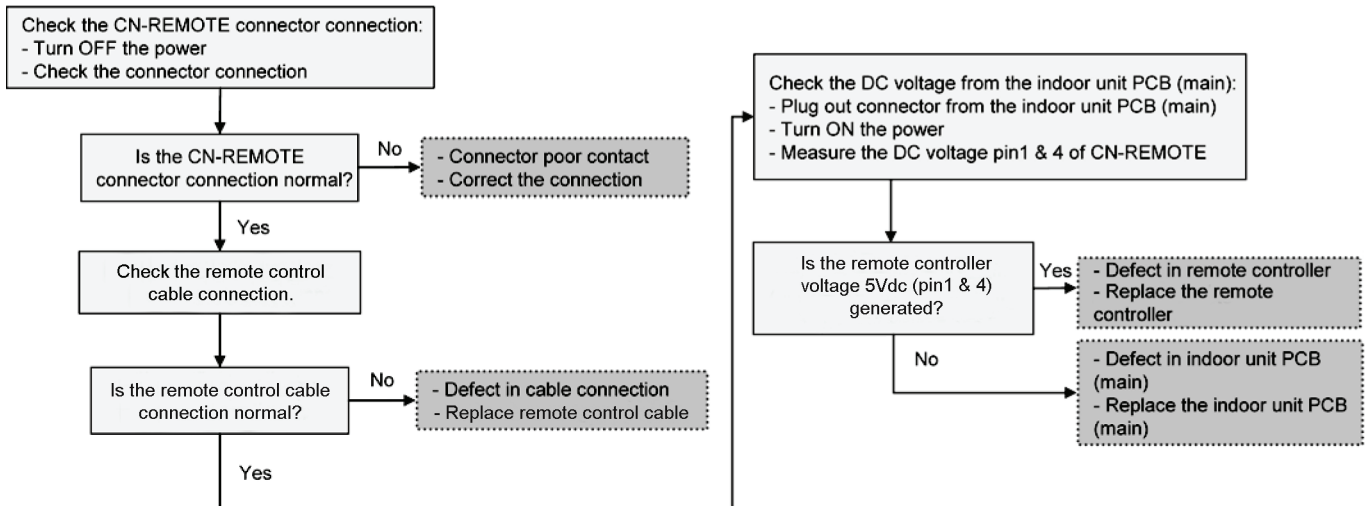 Check the CN-REMOTE connector connection:
- Turn OFF the power
- Check the connector connection
Is the CN-REMOTE
connector connection normal?
No
- Connector poor contact
- Correct the connection
Yes
Check the remote control
cable connection.
Is the remote control cable
connection normal?
No
- Defect in cable connection
- Replace remote control cable
Yes
Check the DC voltage from the indoor unit PCB (main):
- Plug out connector from the indoor unit PCB (main)
- Turn ON the power
- Measure the DC voltage pin1 & 4 of CN-REMOTE
Is the remote controller
voltage 5Vdc (pin1 & 4)
generated?
Yes
- Defect in remote controller
- Replace the remote
controller
No
- Defect in indoor unit PCB
(main)
- Replace the indoor unit PCB
(main)